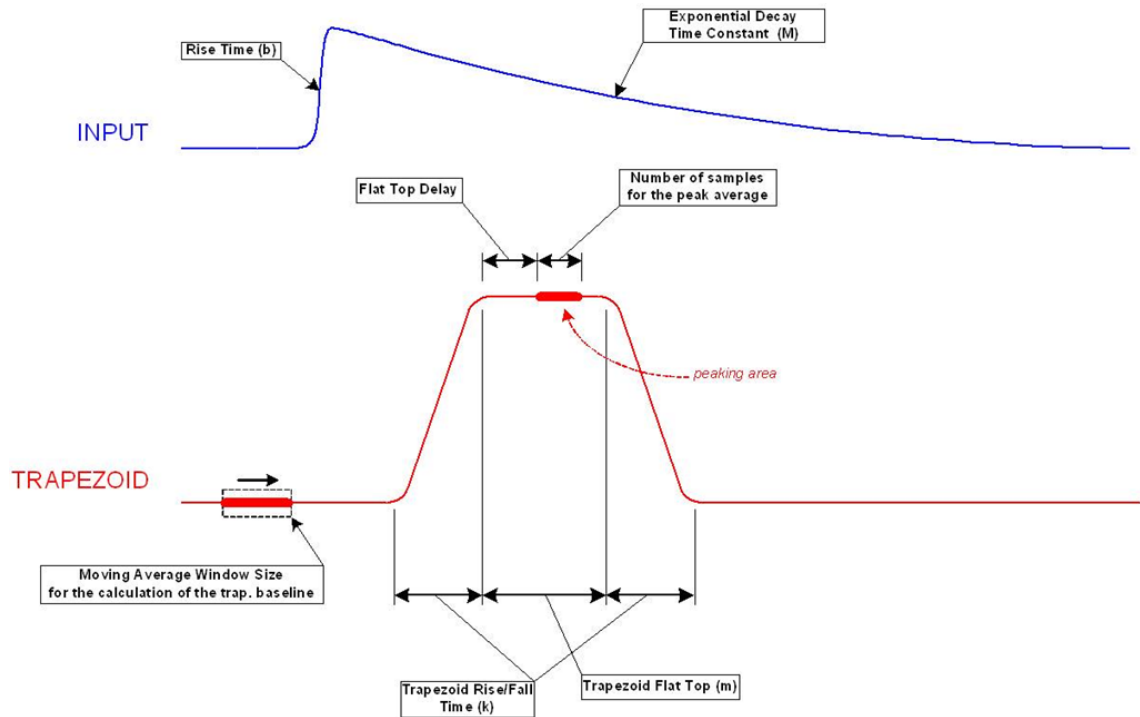 Exponential Decay
Time Constant  (M)
Rise Time (b)
INPUT
Flat Top Delay
Number of samples
for the peak average
peaking area
TRAPEZOID
Moving Average Window Size
for the calculation of the trap. baseline
Trapezoid Rise/Fall
Time (k)
Trapezoid Flat Top (m)